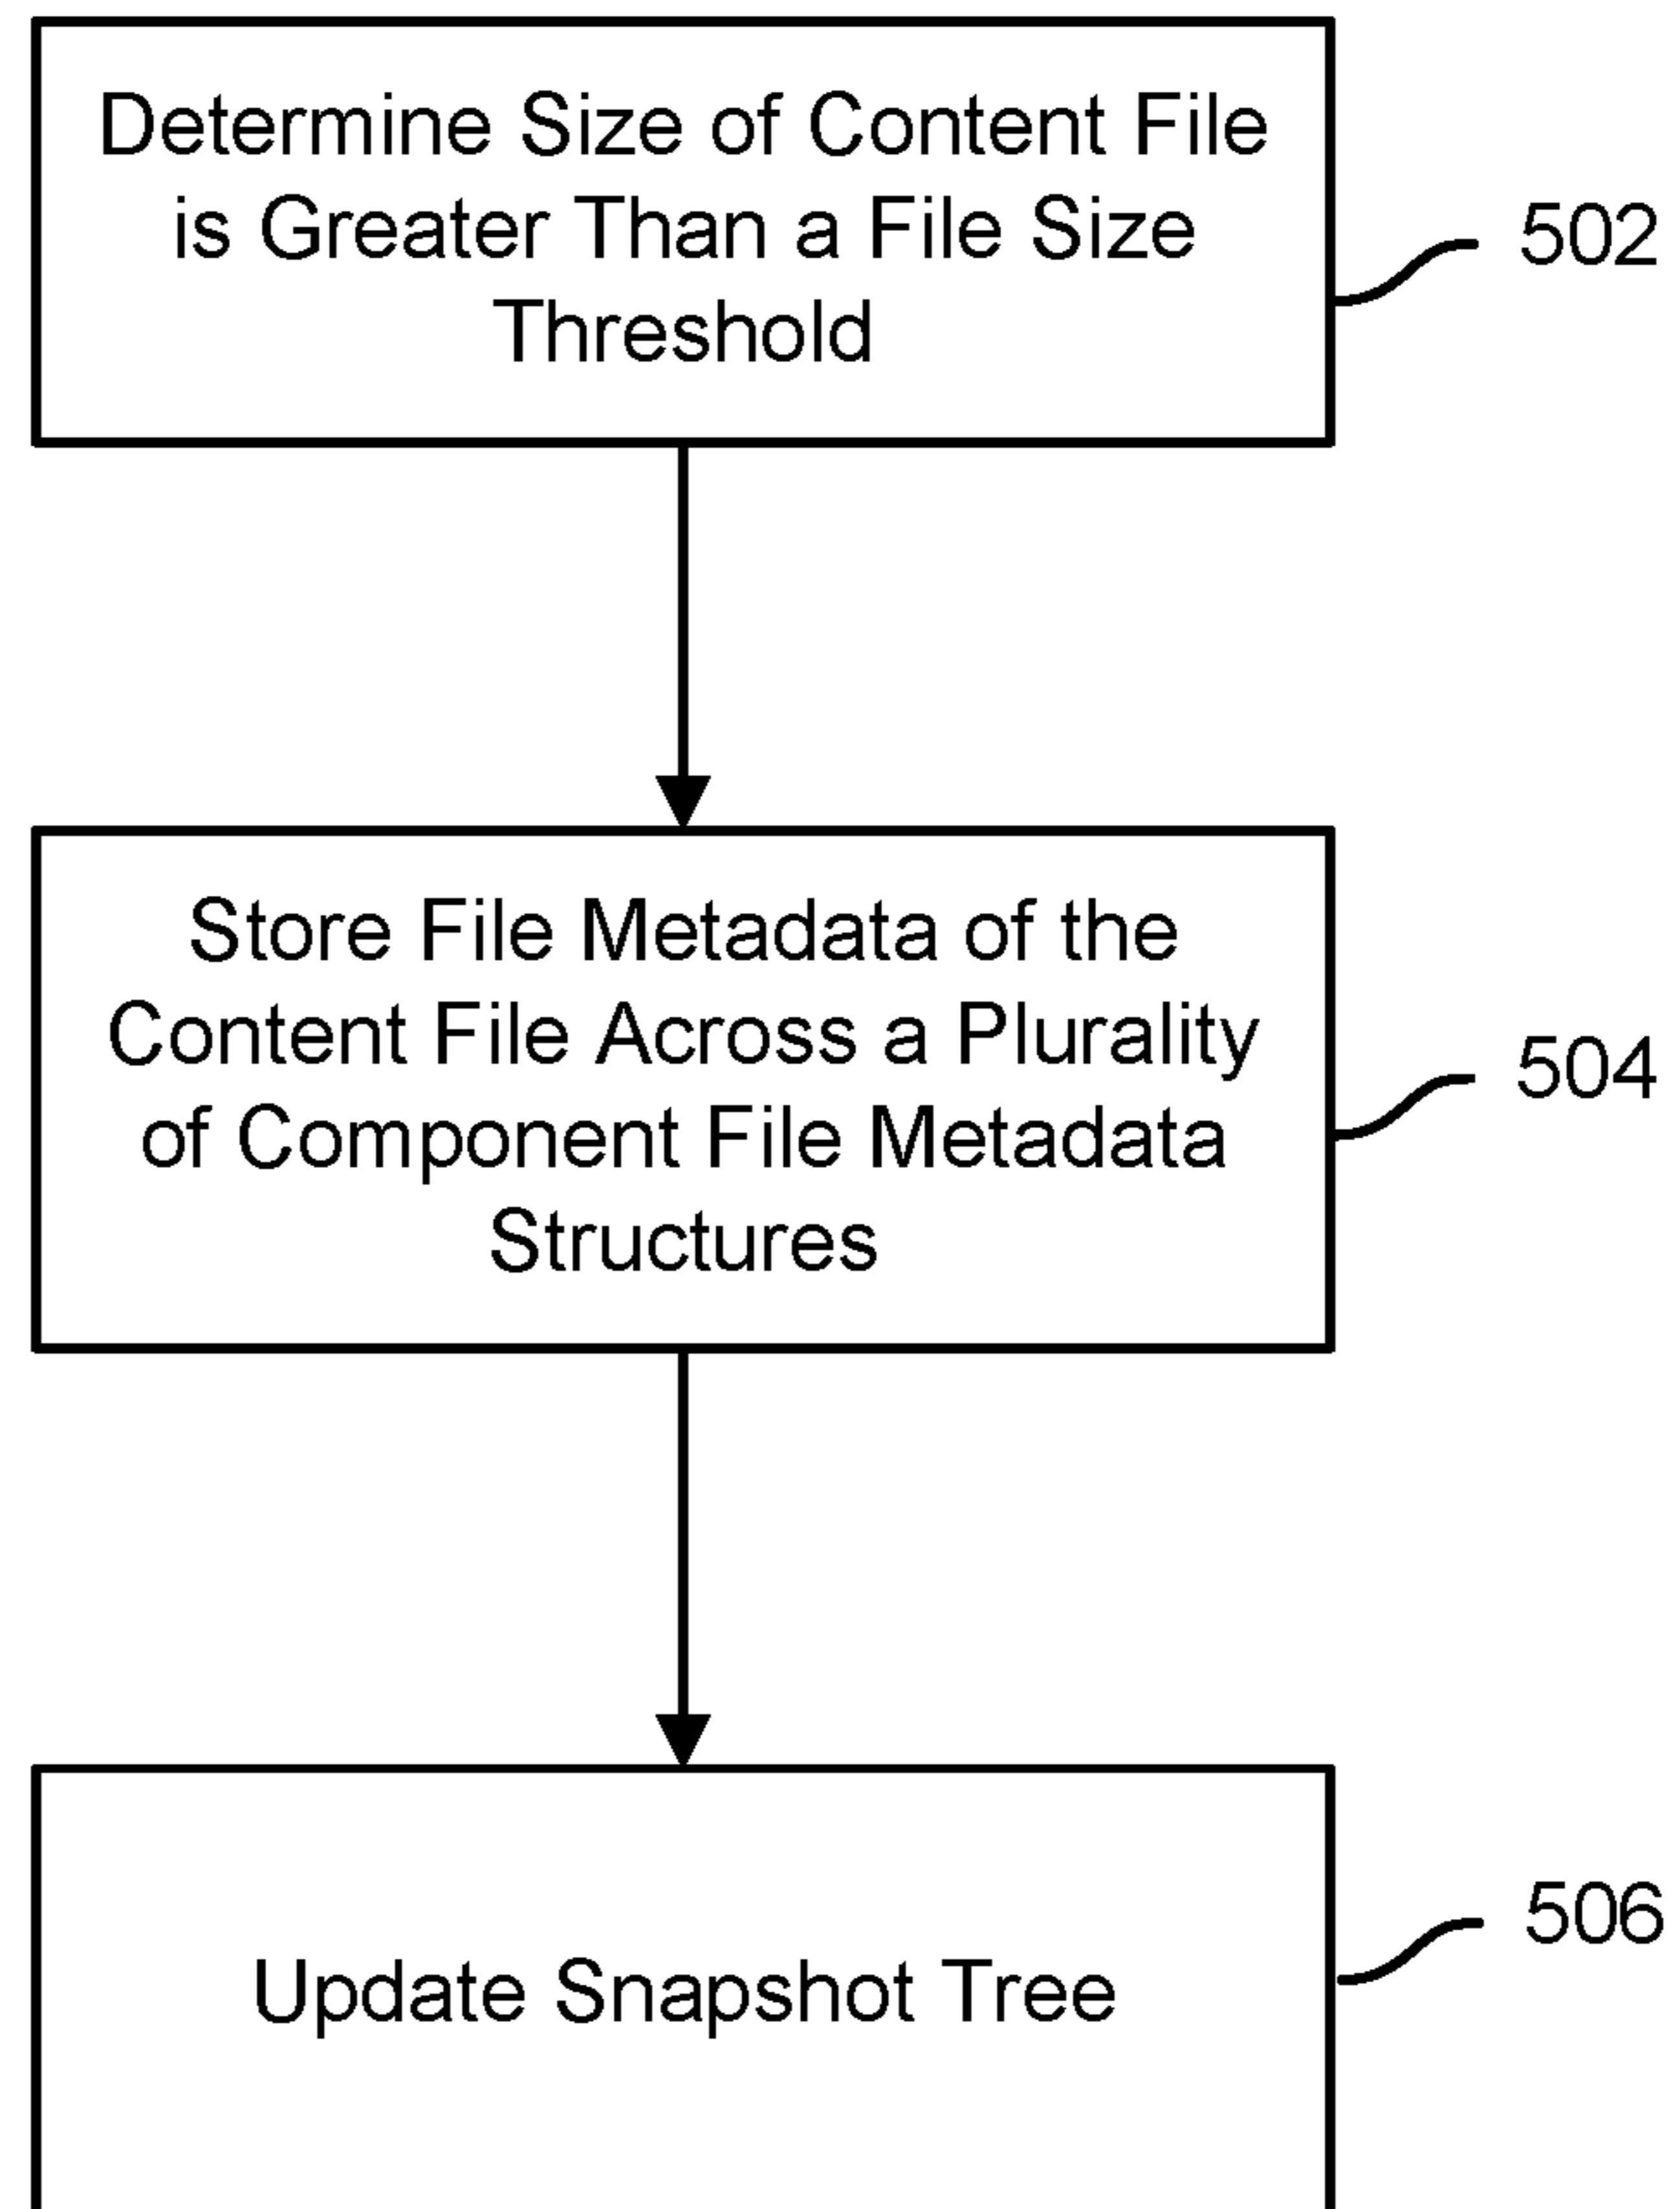 Determine Size of Content File
is Greater Than a File Size
Threshold
502
Store File Metadata of the
Content File Across a Plurality
of Component File Metadata
Structures
504
Update Snapshot Tree
506